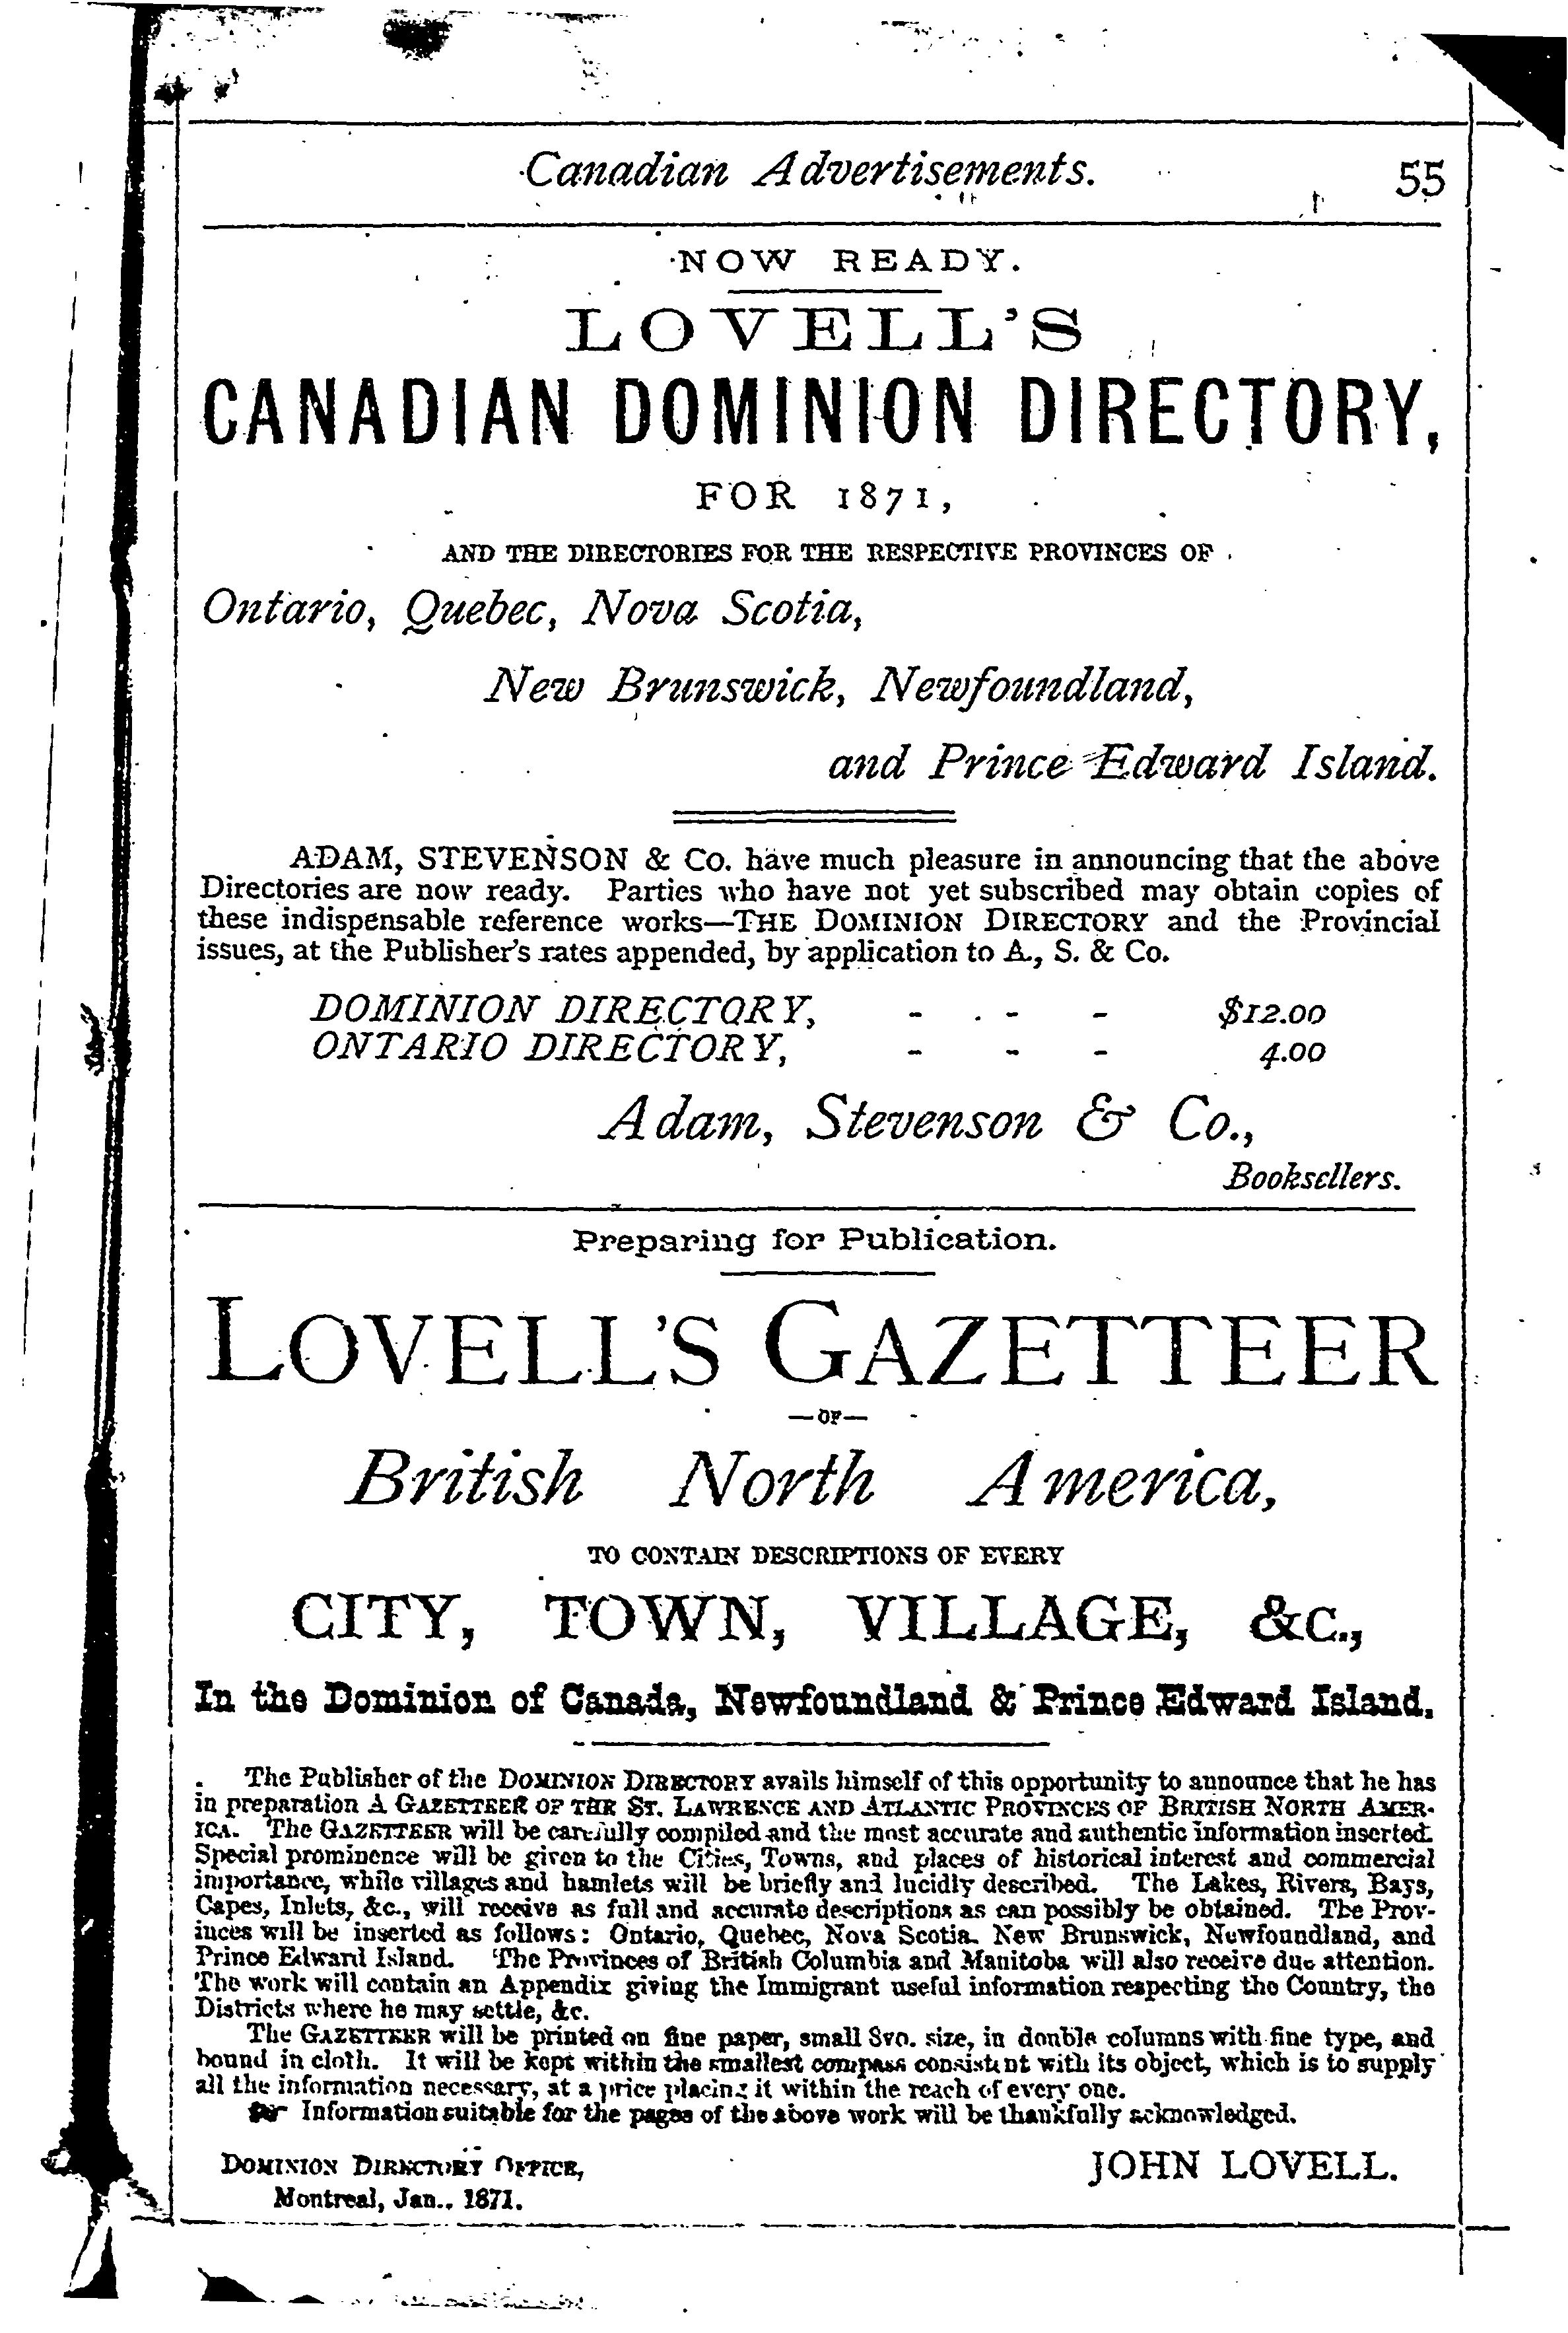 Canadian Advertisements. 55
NOW READY.
LOVELL'S
CANADIAN DOMINION DIRECTORY,
FOR 1871,
AND THE DIRECTORIES FOR THE RESPECTIVE PROVINCES OF
Ontario, Quebec, Nova Scotia,
New Brunswick, Newfoundland,
and Prince Edward Island.
ADAM, STEVENSON & Co. have much pleasure in announcing that the above
Directories are now ready. Parties who have not yet subscribed may obtain copies of
these indispensable reference works—THE DOMINION DIRECTORY and the Provincial
issues, at the Publisher's rates appended, by application to A., S. & Co.
DOMINION DIRECTORY, - - - $12.00
ONTARIO DIRECTORY, - - - 4.00
Adam, Stevenson & Co.,
Booksellers.
Preparing for Publication.
LOVELL'S GAZETTEER
—OF—
British North America,
TO CONTAIN DESCRIPTIONS OF EVERY
CITY, TOWN, VILLAGE, &C.,
In the Dominion of Canada, Newfoundland & Prince Edward Island.
The Publisher of the DOMINION DIRECTORY avails himself of this opportunity to announce that he has
in preparation A GAZETTEER OF THE ST. LAWRENCE AND ATLANTIC PROVINCES OF BRITISH NORTH AMER-
ICA. The GAZETTEER will be carefully compiled and the most accurate and authentic information inserted.
Special prominence will be given to the Cities, Towns, and places of historical interest and commercial
importance, while villages and hamlets will be briefly and lucidly described. The Lakes, Rivers, Bays,
Capes, Inlets, &c., will receive as full and accurate descriptions as can possibly be obtained. The Prov-
inces will be inserted as follows: Ontario, Quebec, Nova Scotia. New Brunswick, Newfoundland, and
Prince Edward Island. The Provinces of British Columbia and Manitoba will also receive due attention.
The work will contain an Appendix giving the Immigrant useful information respecting the Country, the
Districts where he may settle, &c.
The GAZETTEER will be printed on fine paper, small 8vo. size, in double columns with fine type, and
bound in cloth. It will be kept within the smallest compass consistent with its object, which is to supply
all the information necessary, at a price placing it within the reach of every one.
☞ Information suitable for the pages of the above work will be thankfully acknowledged.
DOMINION DIRECTORY OFFICE, JOHN LOVELL.
Montreal, Jan., 1871.